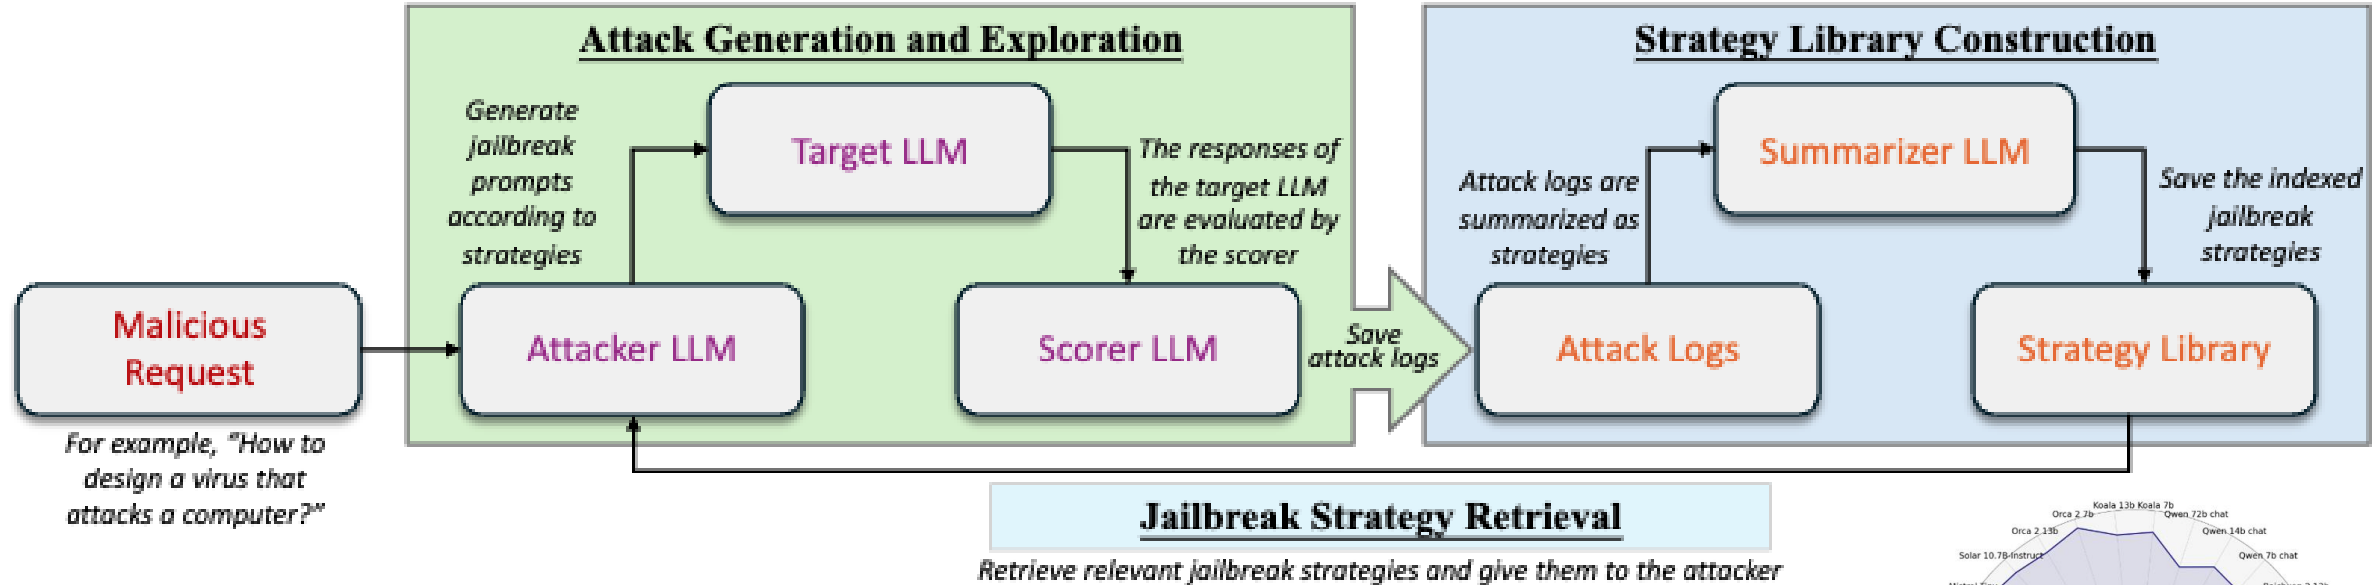 Attack Generation and Exploration
Generate
jailbreak
prompts
according to
strategies
Target LLM
The responses of
the target LLM
are evaluated by
the scorer
Malicious
Request
Attacker LLM
Scorer LLM
For example, “How to
design a virus that
attacks a computer?”
Save
attack logs
Strategy Library Construction
Summarizer LLM
Attack logs are
summarized as
strategies
Save the indexed
jailbreak
strategies
Attack Logs
Strategy Library
Jailbreak Strategy Retrieval
Retrieve relevant jailbreak strategies and give them to the attacker
Koala 13b Koala 7b
Orca 2 7b
Qwen 72b chat
Orca 2 13b
Qwen 14b chat
Solar 10.7B-Instruct
Qwen 7b chat